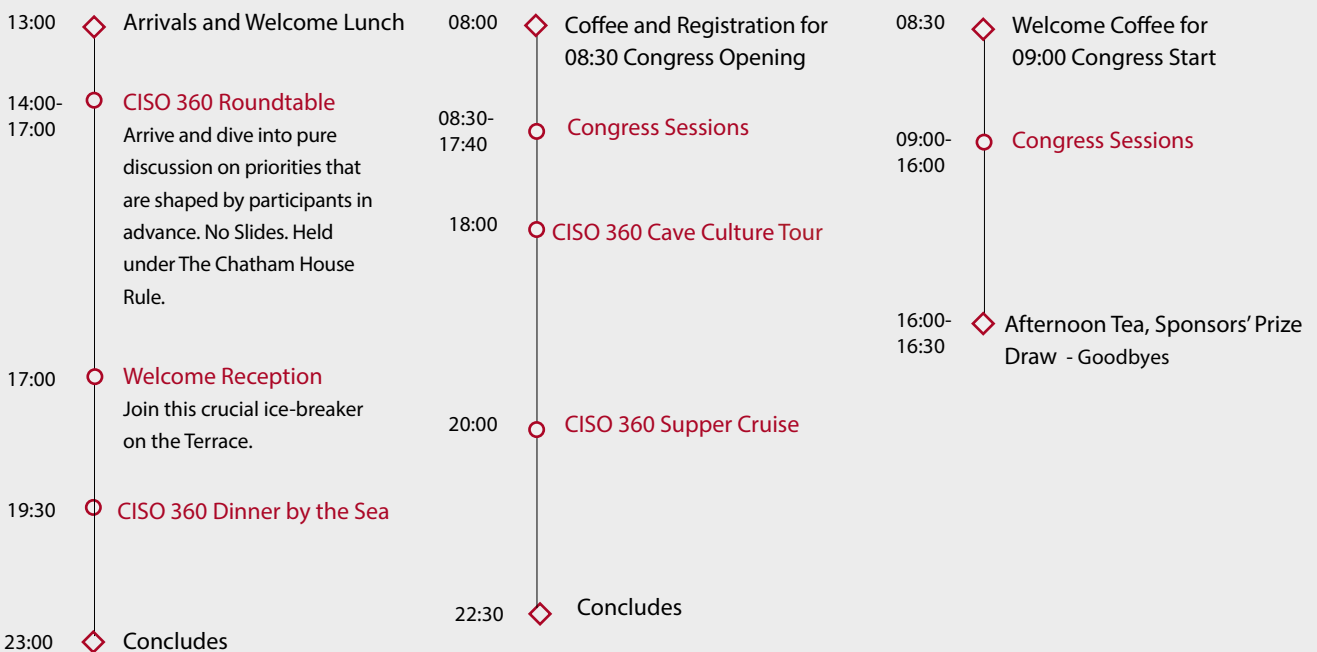 13:00
Arrivals and Welcome Lunch
14:00-
17:00
CISO 360 Roundtable
Arrive and dive into pure
discussion on priorities that
are shaped by participants in
advance. No Slides. Held
under The Chatham House
Rule.
17:00
Welcome Reception
Join this crucial ice-breaker
on the Terrace.
19:30
CISO 360 Dinner by the Sea
23:00
Concludes
08:00
Coffee and Registration for
08:30 Congress Opening
08:30-
17:40
Congress Sessions
18:00
CISO 360 Cave Culture Tour
20:00
CISO 360 Supper Cruise
22:30
Concludes
08:30
Welcome Coffee for
09:00 Congress Start
09:00-
16:00
Congress Sessions
16:00-
16:30
Afternoon Tea, Sponsors' Prize
Draw - Goodbyes